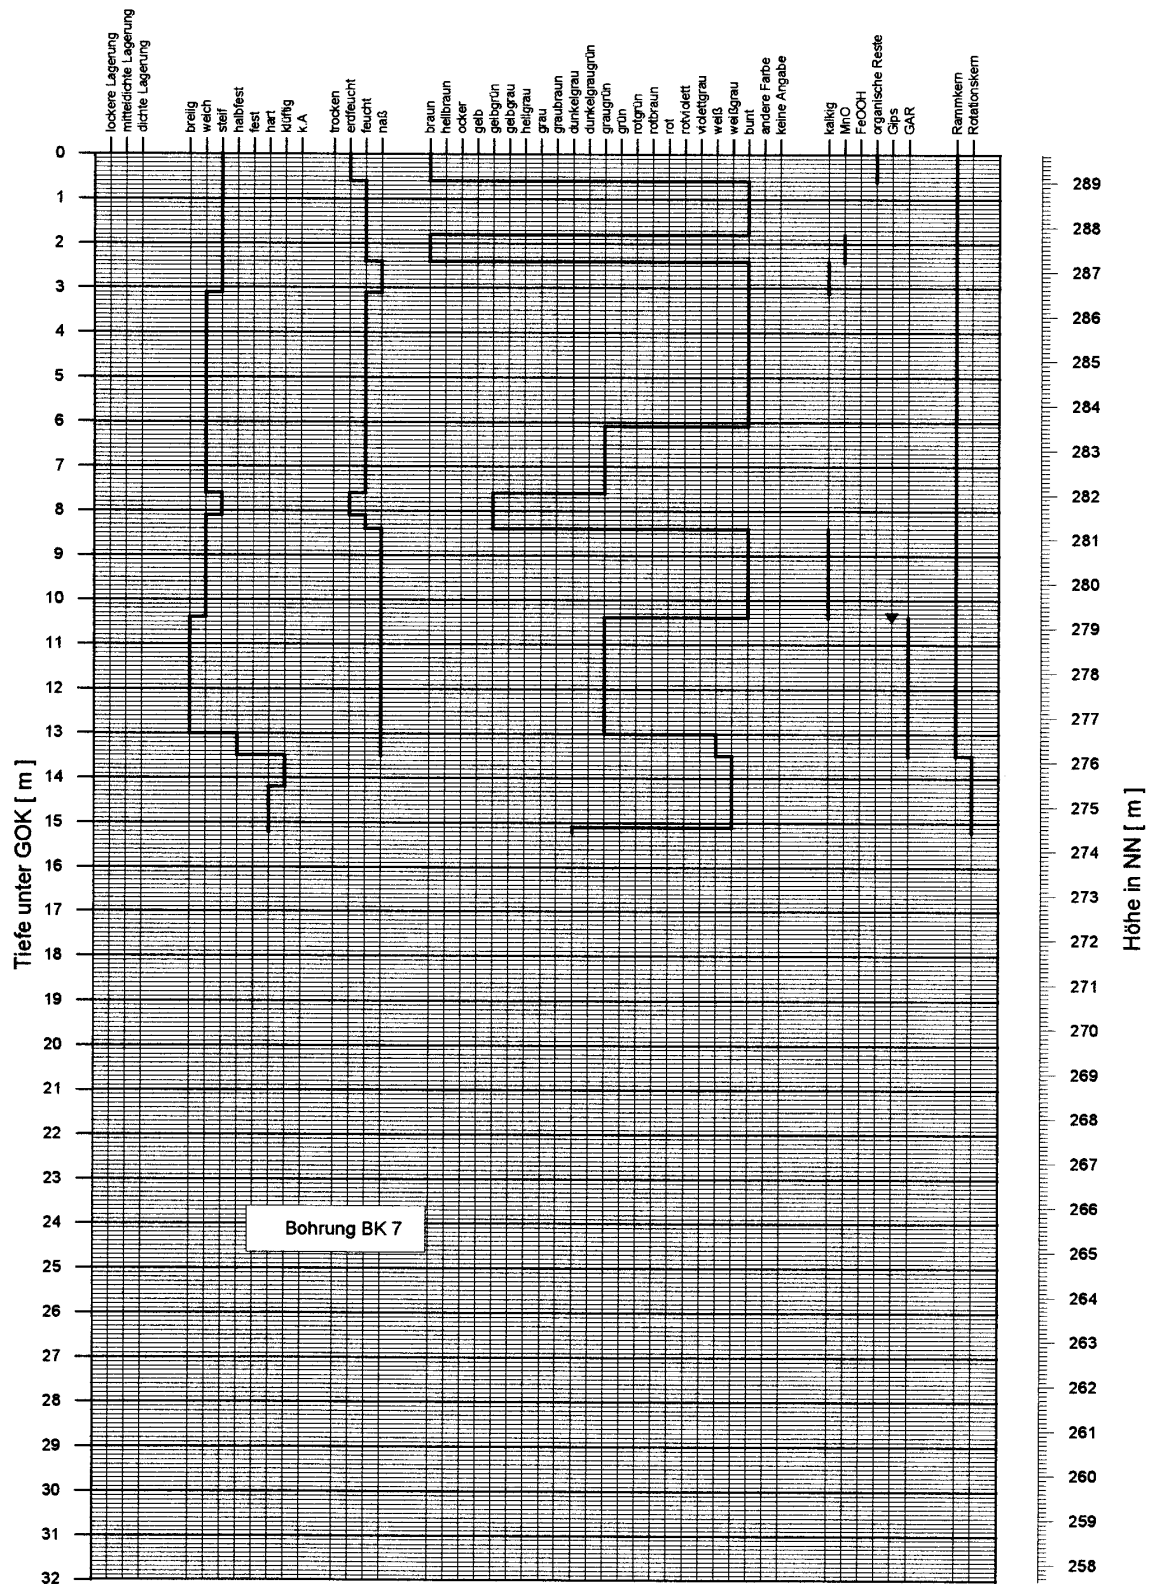 lockere Lagerung
mitteldichte Lagerung
dichte Lagerung
breiig
weich
steif
halbfest
fest
hart
klüftig
k.A
trocken
erdfeucht
feucht
naß
braun
hellbraun
ocker
gelb
gelbgrün
gelbgrau
hellgrau
grau
graubraun
dunkelgrau
dunkelgraugrün
graugrün
grün
rotgrün
rotbraun
rot
rotviolett
violettgrau
weiß
weißgrau
bunt
andere Farbe
keine Angabe
kalkig
MnO
FeOOH
organische Reste
Gips
GAR
Rammkern
Rotationskern
Tiefe unter GOK [ m ]
0
1
2
3
4
5
6
7
8
9
10
11
12
13
14
15
16
17
18
19
20
21
22
23
24
25
26
27
28
29
30
31
32
Bohrung BK 7
289
288
287
286
285
284
283
282
281
280
279
278
277
276
275
274
273
272
271
270
269
268
267
266
265
264
263
262
261
260
259
258
Höhe in NN [ m ]